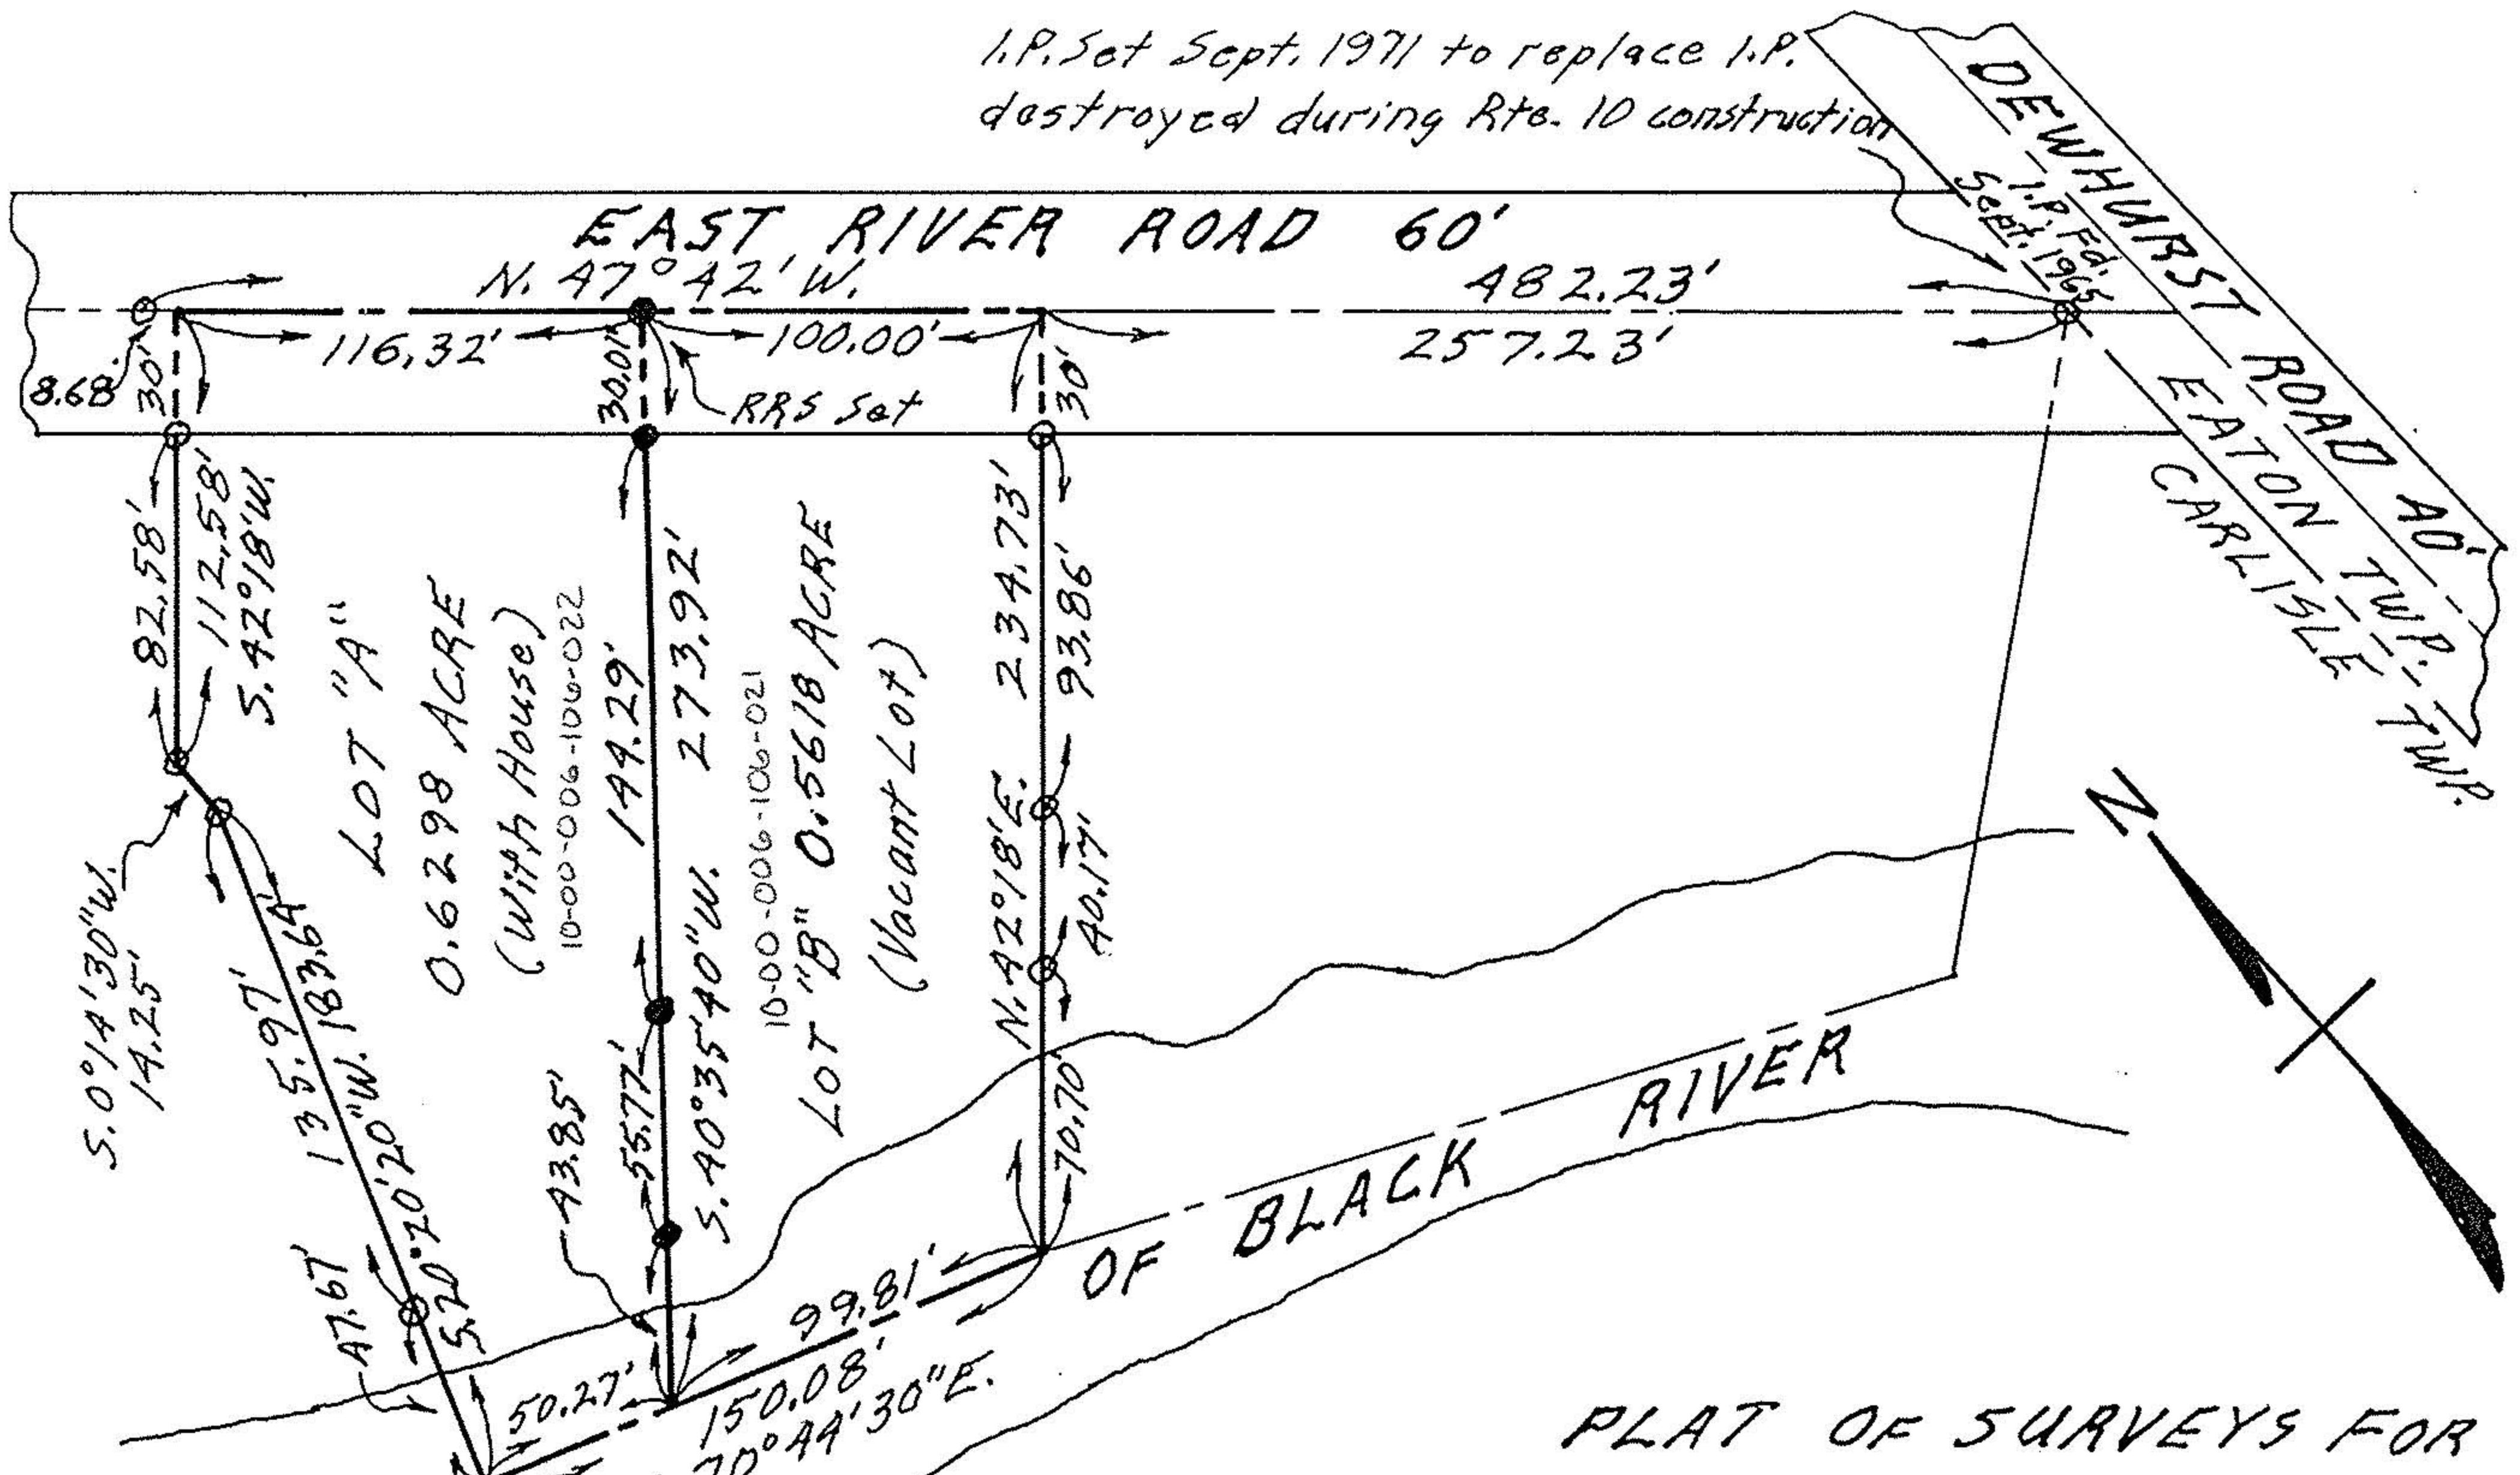 I.P. Set Sept. 1971 to replace I.P.
destroyed during Rte. 10 construction
DEWHURST ROAD 40'
I.P. Fd.
Sept. 1965
EATON TWP.
CARLISLE TWP.
EAST RIVER ROAD 60'
N. 47° 42' W.
482.23'
116.32'
100.00'
257.23'
8.68'
30'
30.01'
RRS Set
30'
82.58'
112.58'
S. 42°18'W.
S. 0°14'30"W.
14.25'
LOT "A"
0.6298 ACRE
(With House)
10-00-006-106-022
135.97'
183.64'
S. 20°20'20"W.
47.67'
144.29'
273.92'
S. 40°35'40"W.
55.77'
43.85'
10-00-006-106-021
LOT "B" 0.5618 ACRE
(Vacant Lot)
N. 42°18'E. 234.73'
93.86'
40.17'
70.70'
N
50.27'
99.81'
150.08'
70°44'30"E.
OF BLACK RIVER
PLAT OF SURVEYS FOR